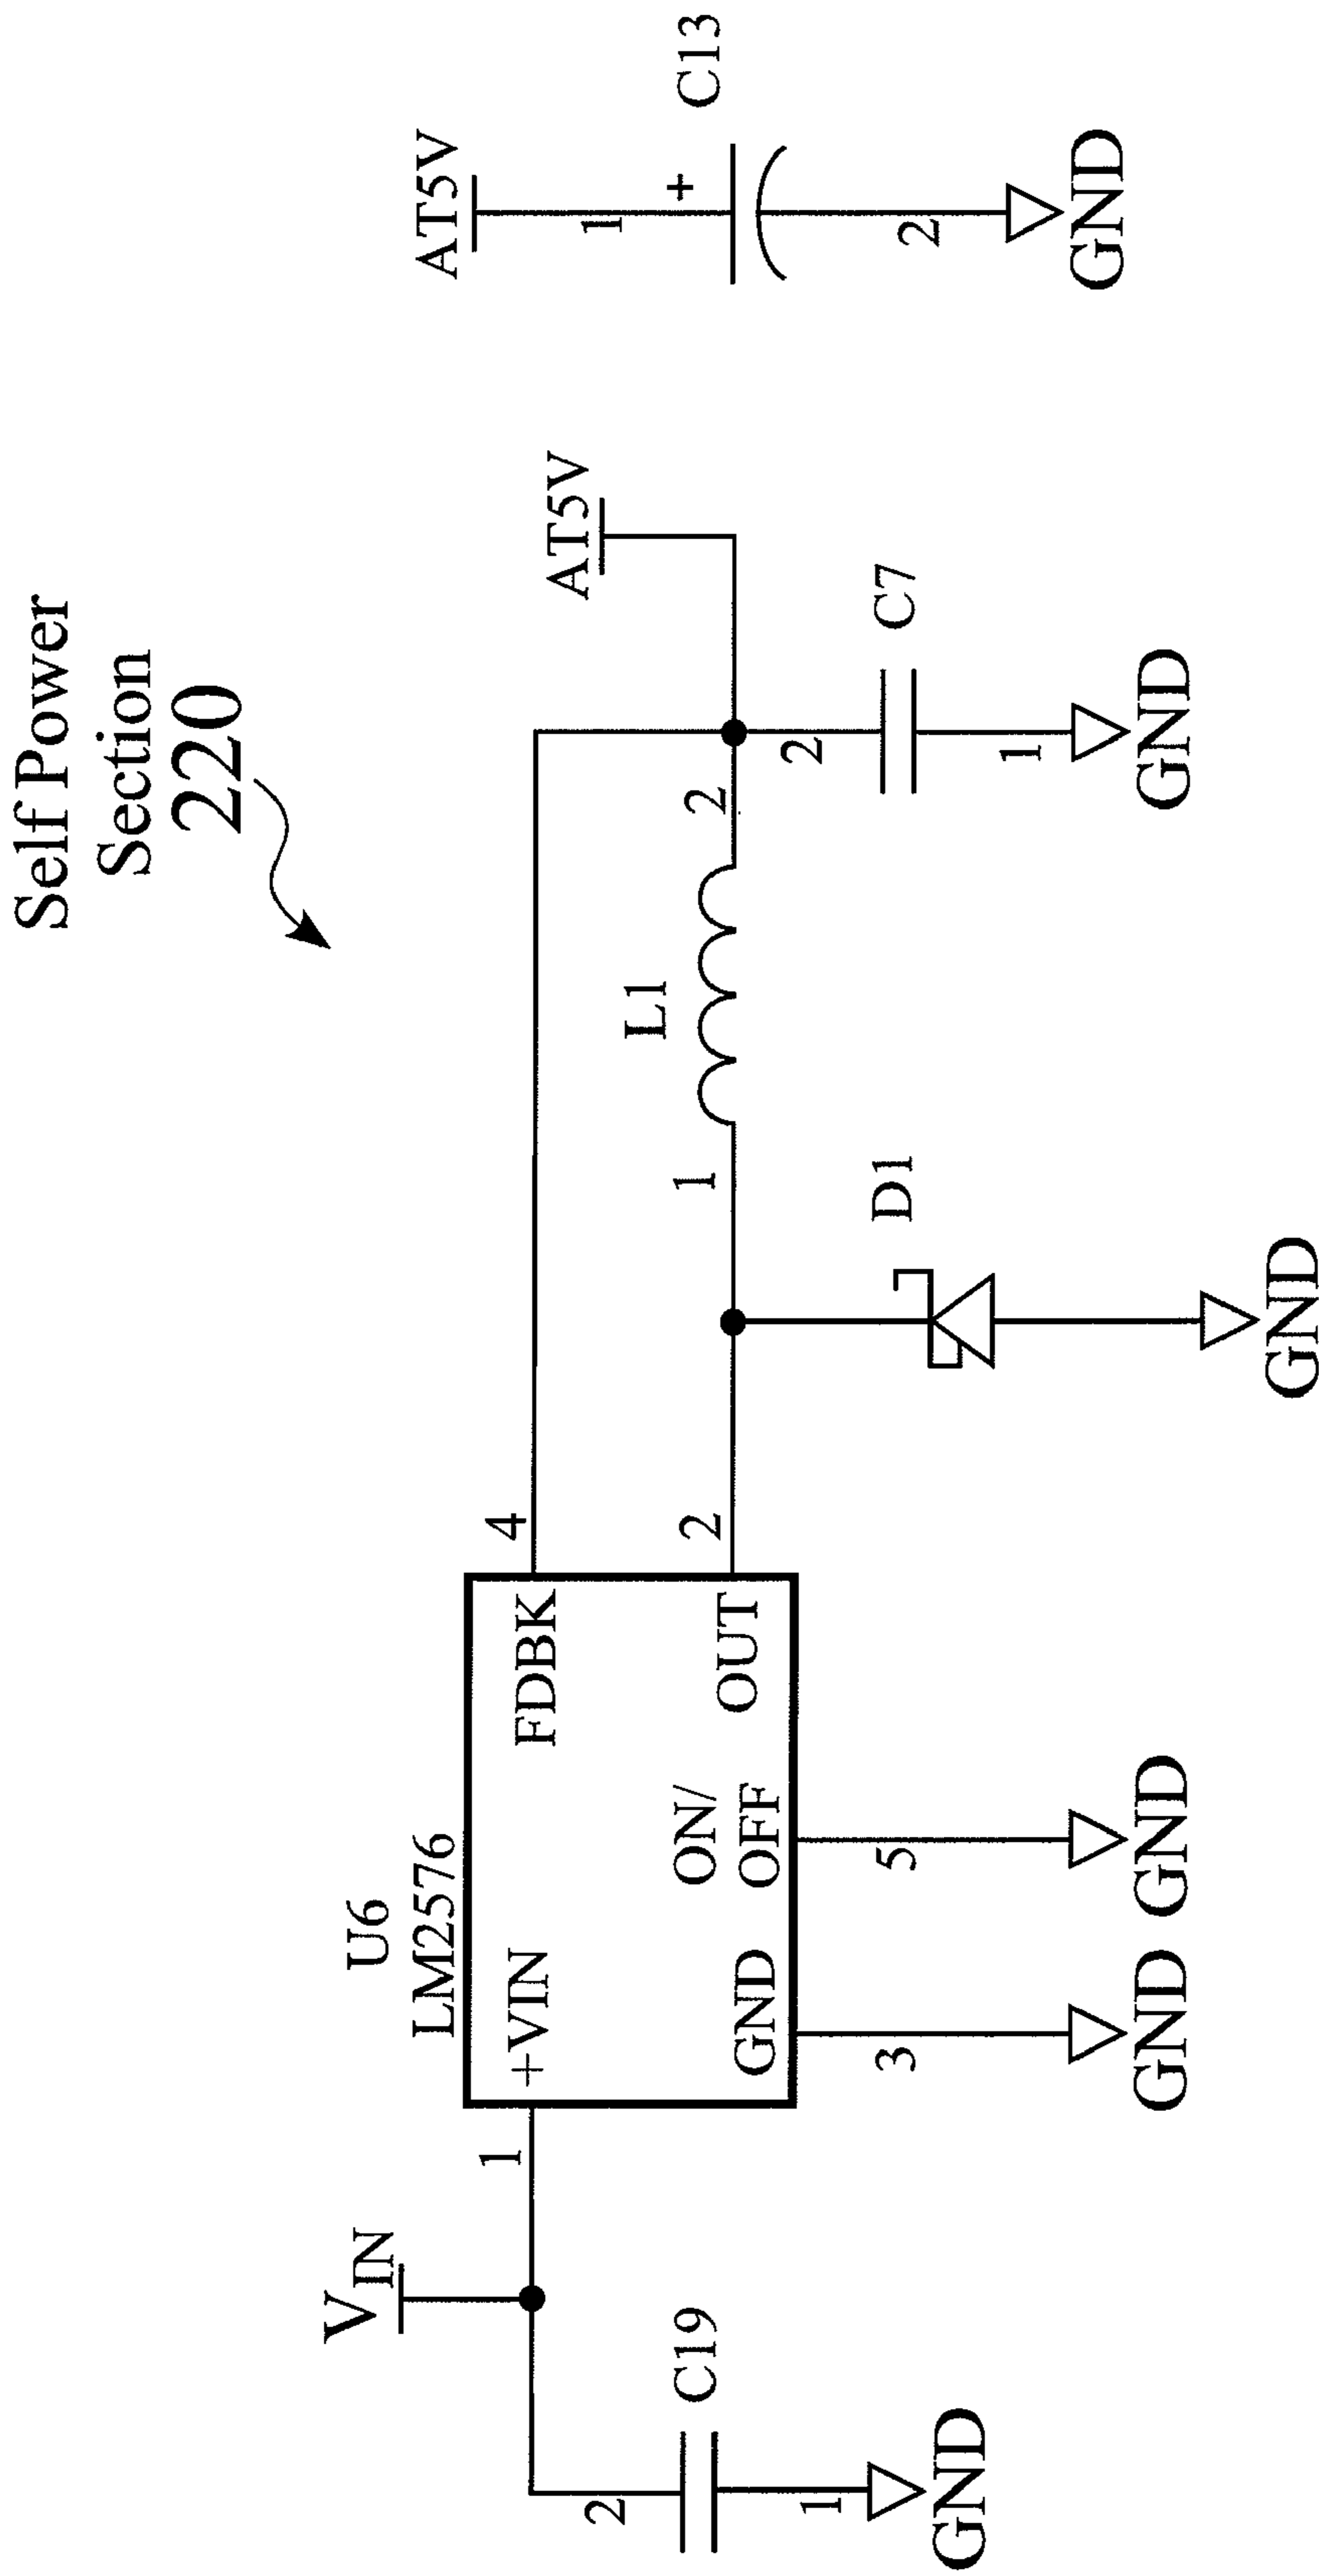 Self Power
Section
220
U6
LM2576
V IN
+VIN
FDBK
ON/
OFF
GND
OUT
1
4
2
3
5
C19
2
1
GND
GND
GND
L1
1
2
D1
GND
AT5V
C7
2
1
GND
AT5V
C13
1
+
2
GND